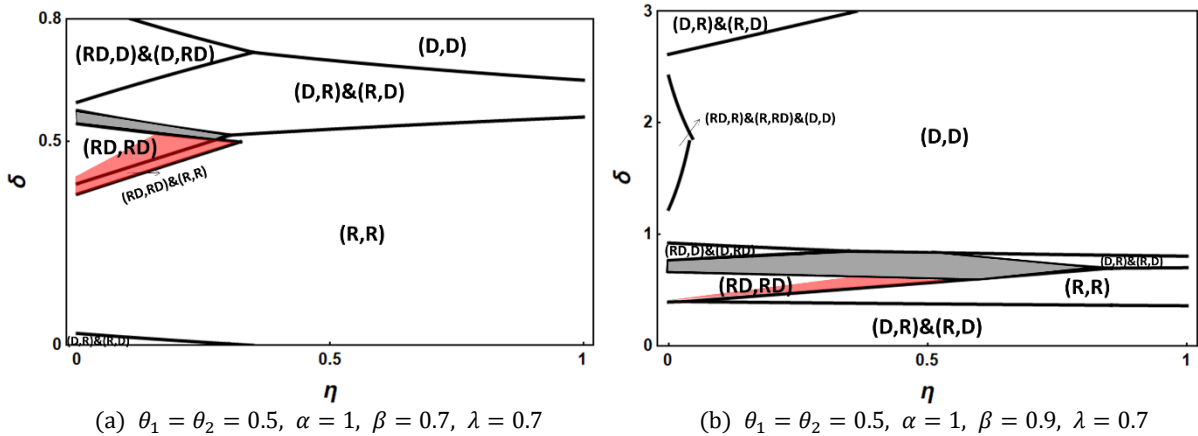 0.8
(RD,D)&(D,RD)
(D,D)
(D,R)&(R,D)
0.5
(RD,RD)
δ
(RD,RD)&(R,R)
(R,R)
(D,R)&(R,D)
0
0 0.5 1
η
(a) θ₁ = θ₂ = 0.5, α = 1, β = 0.7, λ = 0.7
3
(D,R)&(R,D)
2
(RD,R)&(R,RD)&(D,D)
(D,D)
δ
1
(RD,D)&(D,RD)
(D,R)&(R,D)
(RD,RD)
(R,R)
(D,R)&(R,D)
0
0 0.5 1
η
(b) θ₁ = θ₂ = 0.5, α = 1, β = 0.9, λ = 0.7